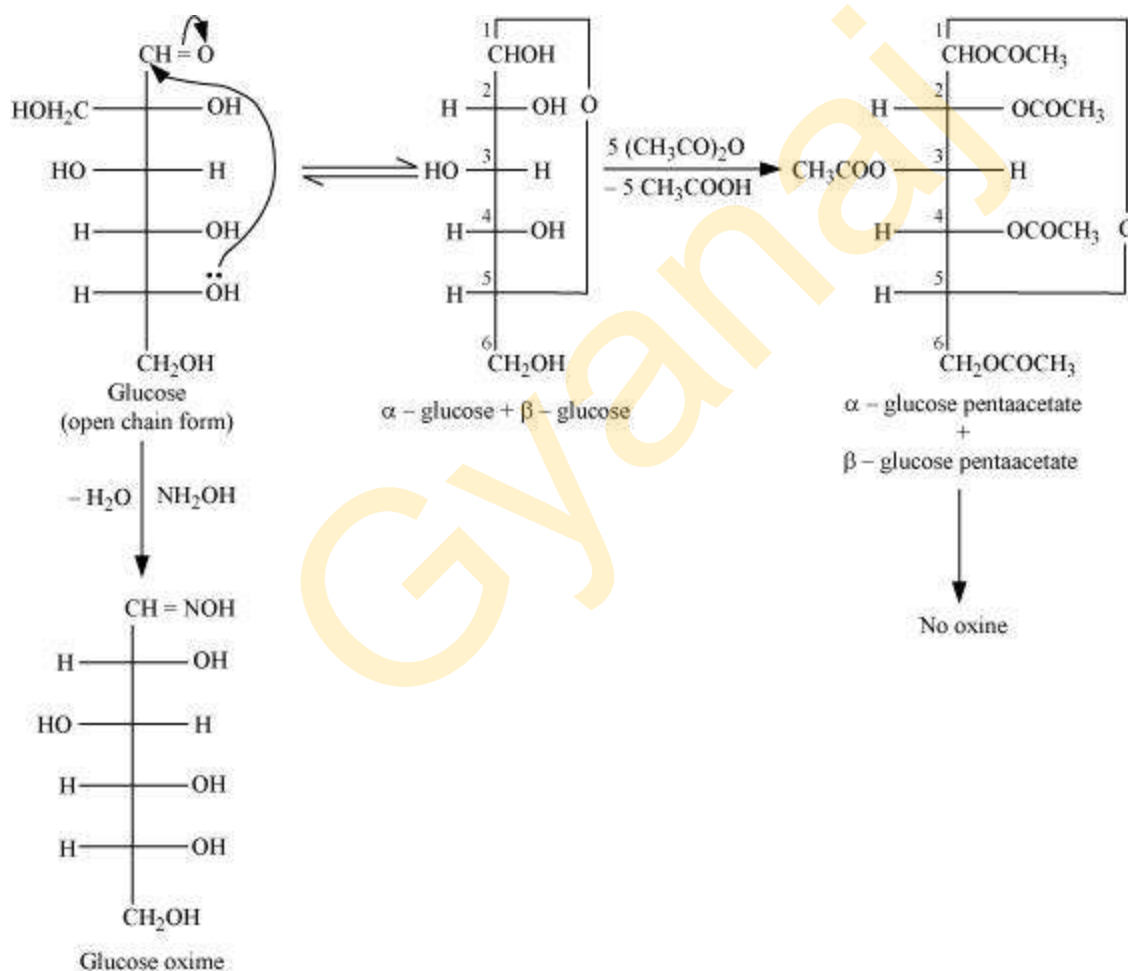 CH = O
HOH₂C OH
HO H
H OH
H OH
CH₂OH
Glucose
(open chain form)
1
CHOH
2
H OH O
3
HO H
4
H OH
5
H
6
CH₂OH
α – glucose + β – glucose
5 (CH₃CO)₂O
– 5 CH₃COOH
1
CHOCOCH₃
2
H OCOCH₃
3
CH₃COO H
4
H OCOCH₃
5
H
6
CH₂OCOCH₃
α – glucose pentaacetate
+
β – glucose pentaacetate
No oxine
– H₂O NH₂OH
CH = NOH
H OH
HO H
H OH
H OH
CH₂OH
Glucose oxime
Gyanaj